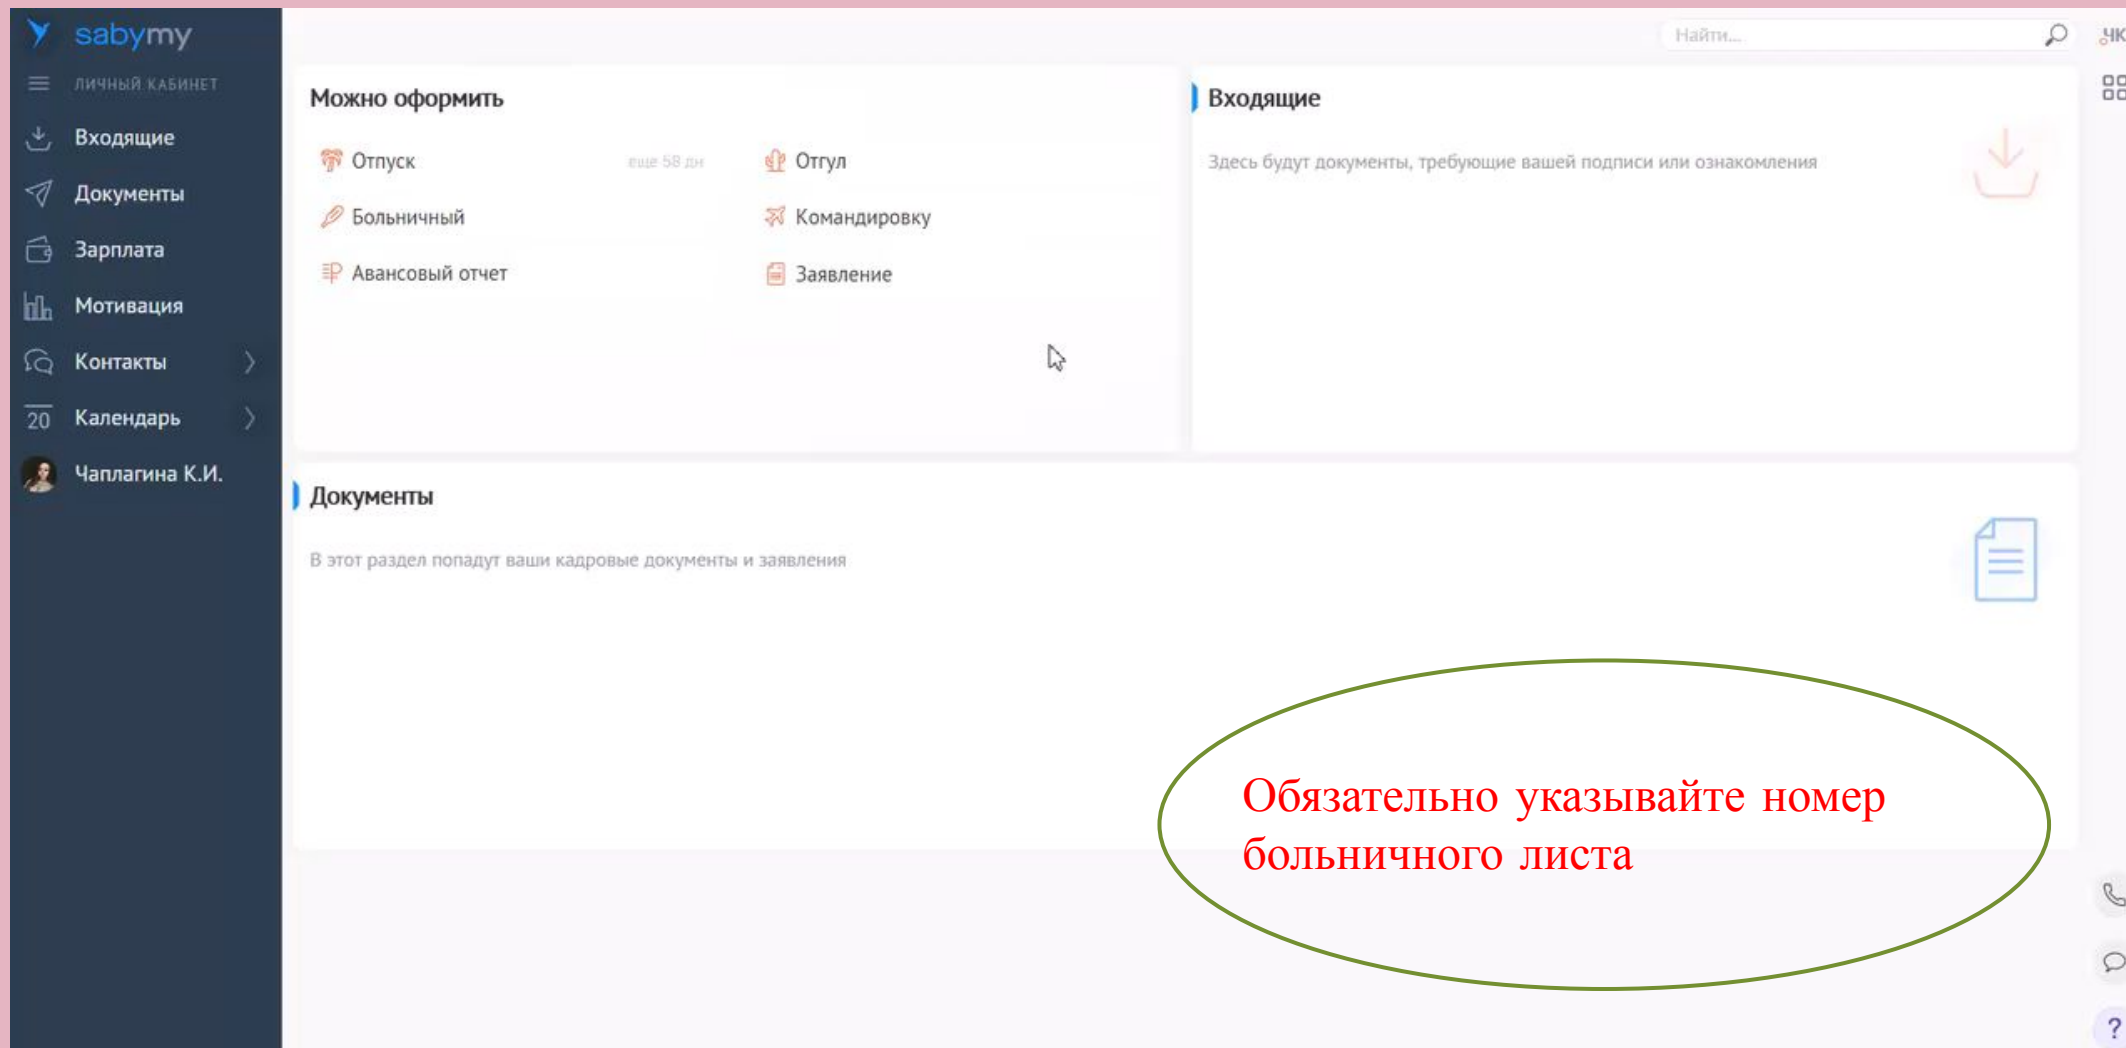 sabymy
ЛИЧНЫЙ КАБИНЕТ
Входящие
Документы
Зарплата
Мотивация
Контакты
20 Календарь
Чаплагина К.И.
Найти...
ЧК
Можно оформить
Отпуск еще 58 дн
Отгул
Больничный
Командировку
Авансовый отчет
Заявление
Входящие
Здесь будут документы, требующие вашей подписи или ознакомления
Документы
В этот раздел попадут ваши кадровые документы и заявления
Обязательно указывайте номер
больничного листа
?